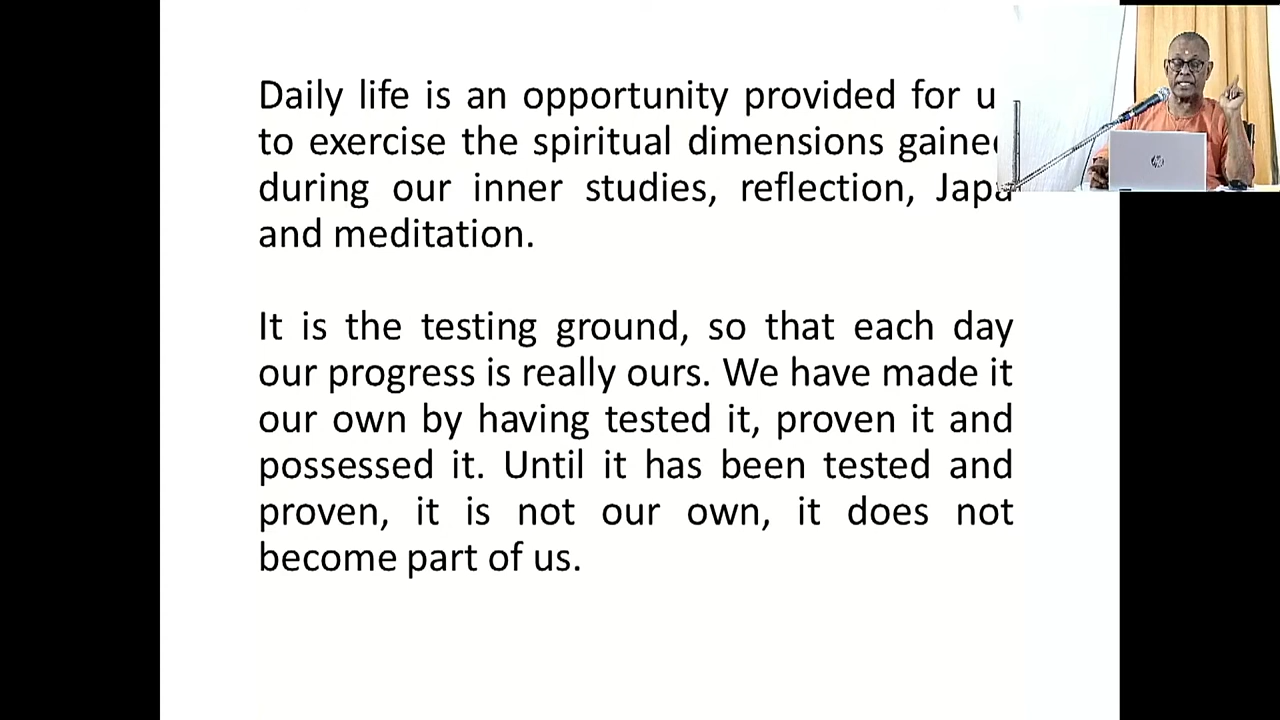 Daily life is an opportunity provided for u
to exercise the spiritual dimensions gained
during our inner studies, reflection, Japa
and meditation.
It is the testing ground, so that each day
our progress is really ours. We have made it
our own by having tested it, proven it and
possessed it. Until it has been tested and
proven, it is not our own, it does not
become part of us.
hp